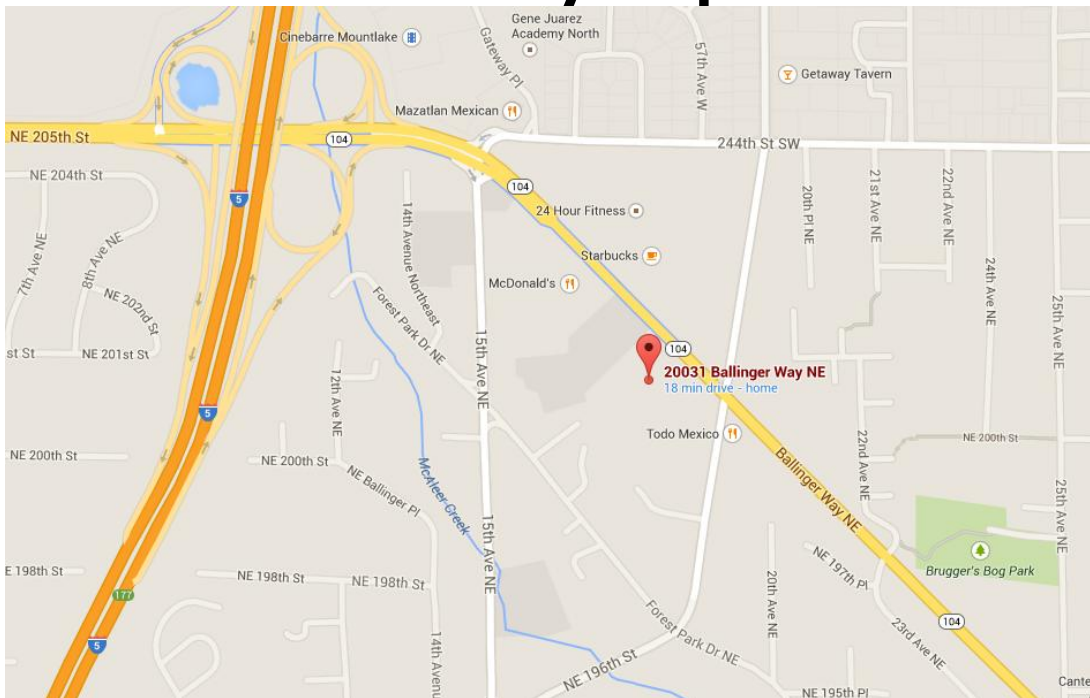 Gene Juarez
Academy North
Cinebarre Mountlake
Gateway Pl
57th Ave W
Getaway Tavern
Mazatlan Mexican
NE 205th St
104
244th St SW
NE 204th St
5
104
24 Hour Fitness
20th Pl NE
21st Ave NE
22nd Ave NE
7th Ave NE
8th Ave NE
14th Avenue Northeast
Starbucks
24th Ave NE
McDonald's
NE 202nd St
Forest Park Dr NE
15th Ave NE
25th Ave NE
st St
NE 201st St
104
20031 Ballinger Way NE
18 min drive - home
12th Ave NE
5
Todo Mexico
22nd Ave NE
NE 200th St
NE 200th St
NE 200th St
NE Ballinger Pl
McAleer Creek
Ballinger Way NE
25th Ave NE
15th Ave NE
E 198th St
NE 198th St
NE 198th St
177
NE 197th Pl
Brugger's Bog Park
20th Ave NE
Forest Park Dr NE
23rd Ave NE
104
5
14th Avenu
NE 196th St
NE 195th Pl
Cante